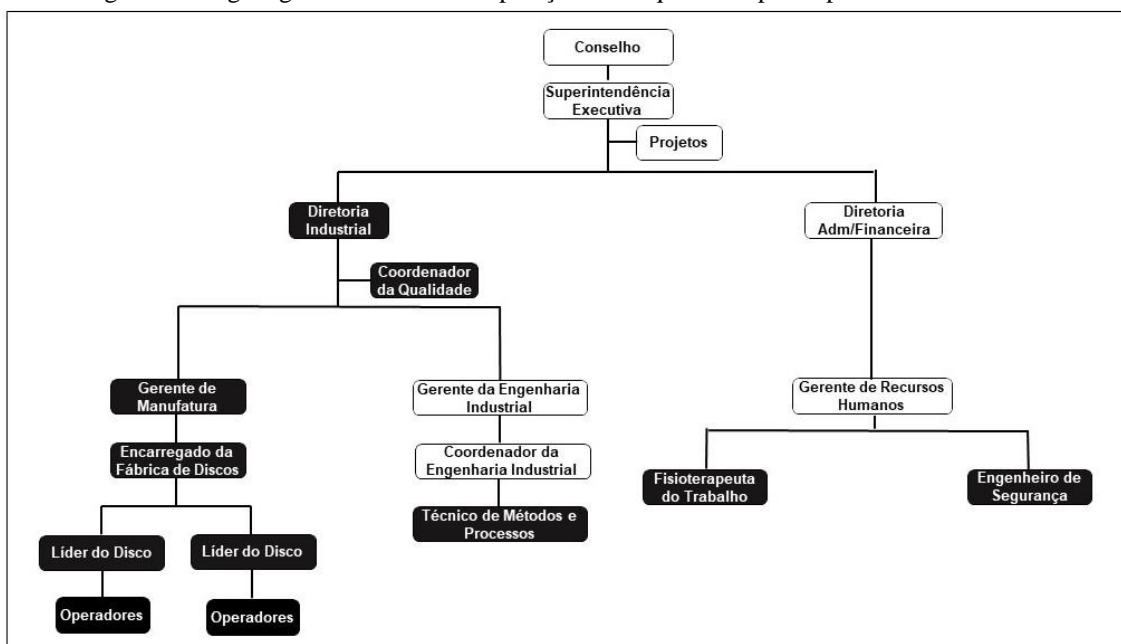 Conselho
Superintendência
Executiva
Projetos
Diretoria
Industrial
Diretoria
Adm/Financeira
Coordenador
da Qualidade
Gerente de
Manufatura
Gerente da Engenharia
Industrial
Gerente de Recursos
Humanos
Encarregado da
Fábrica de Discos
Coordenador da
Engenharia Industrial
Fisioterapeuta
do Trabalho
Engenheiro de
Segurança
Técnico de Métodos e
Processos
Líder do Disco
Líder do Disco
Operadores
Operadores